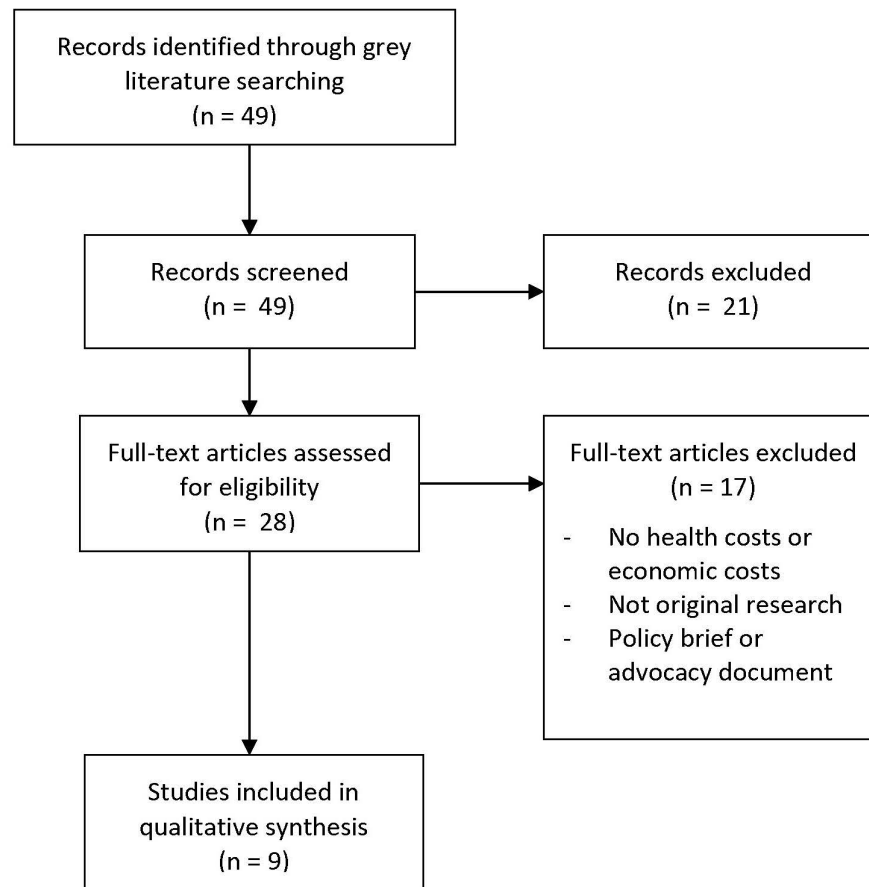 Records identified through grey
literature searching
(n = 49)
Records screened
(n = 49)
Records excluded
(n = 21)
Full-text articles assessed
for eligibility
(n = 28)
Full-text articles excluded
(n = 17)
- No health costs or
economic costs
- Not original research
- Policy brief or
advocacy document
Studies included in
qualitative synthesis
(n = 9)